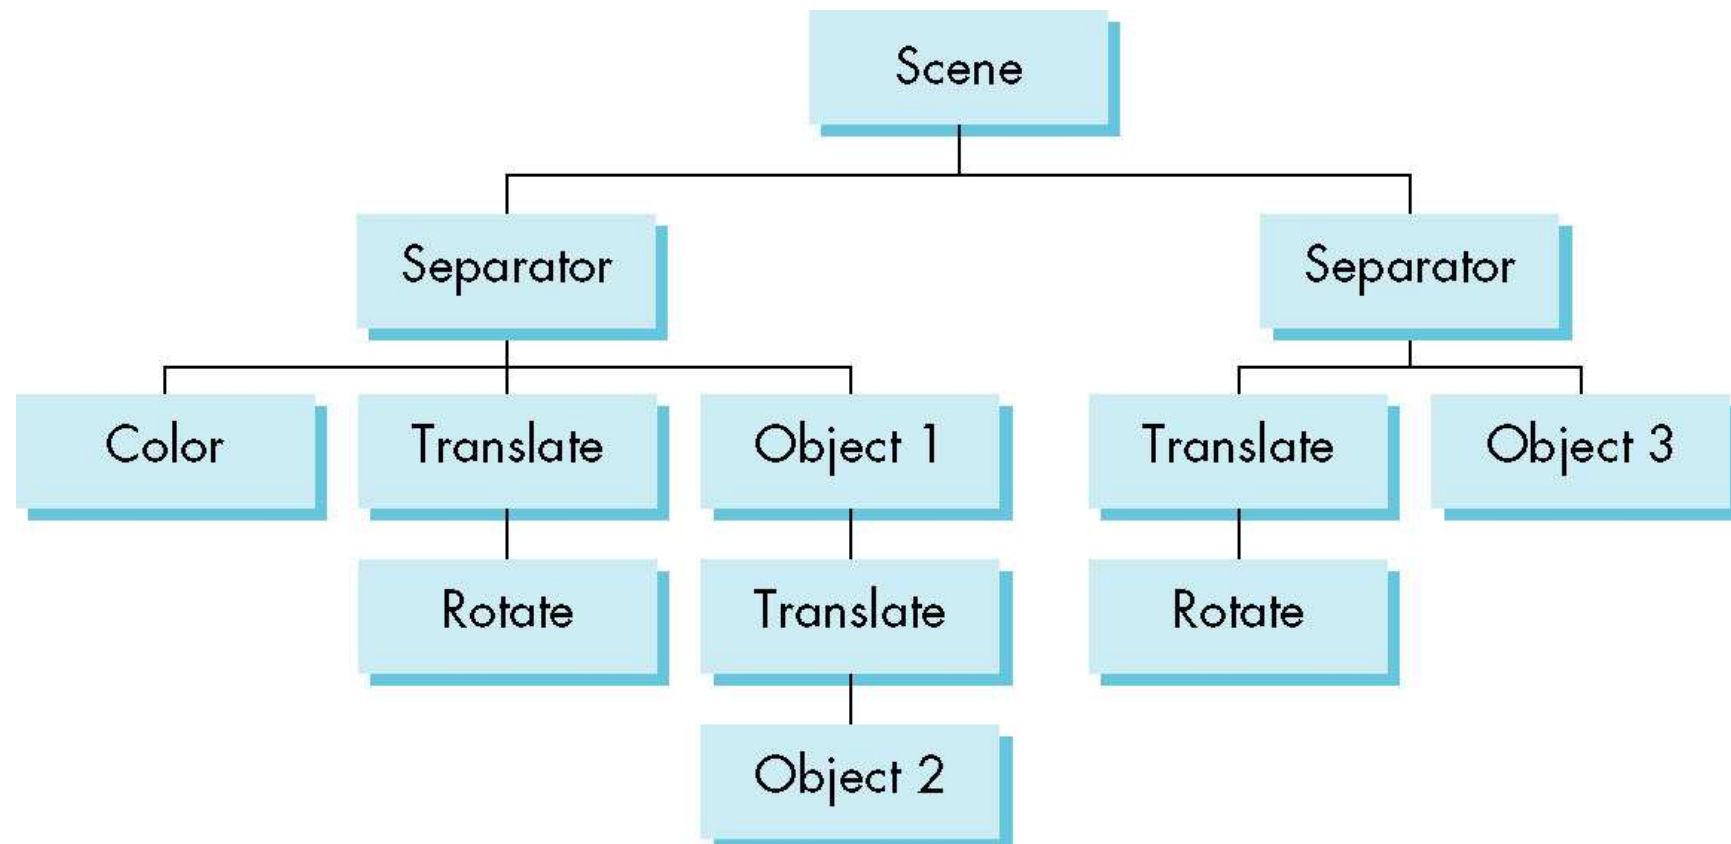 Scene
Separator
Separator
Color
Translate
Object 1
Translate
Object 3
Rotate
Translate
Rotate
Object 2